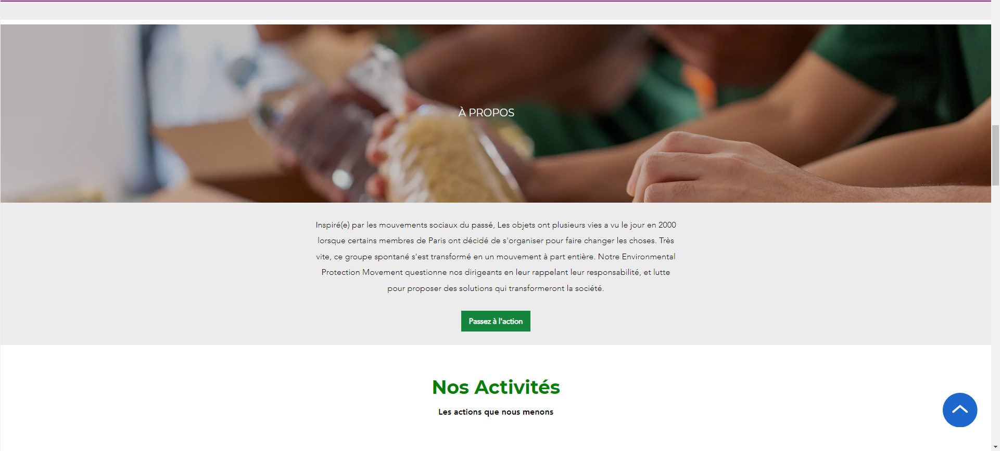 À PROPOS
Inspiré(e) par les mouvements sociaux du passé, Les objets ont plusieurs vies a vu le jour en 2000
lorsque certains membres de Paris ont décidé de s'organiser pour faire changer les choses. Très
vite, ce groupe spontané s'est transformé en un mouvement à part entière. Notre Environmental
Protection Movement questionne nos dirigeants en leur rappelant leur responsabilité, et lutte
pour proposer des solutions qui transformeront la société.
Passez à l'action
Nos Activités
Les actions que nous menons